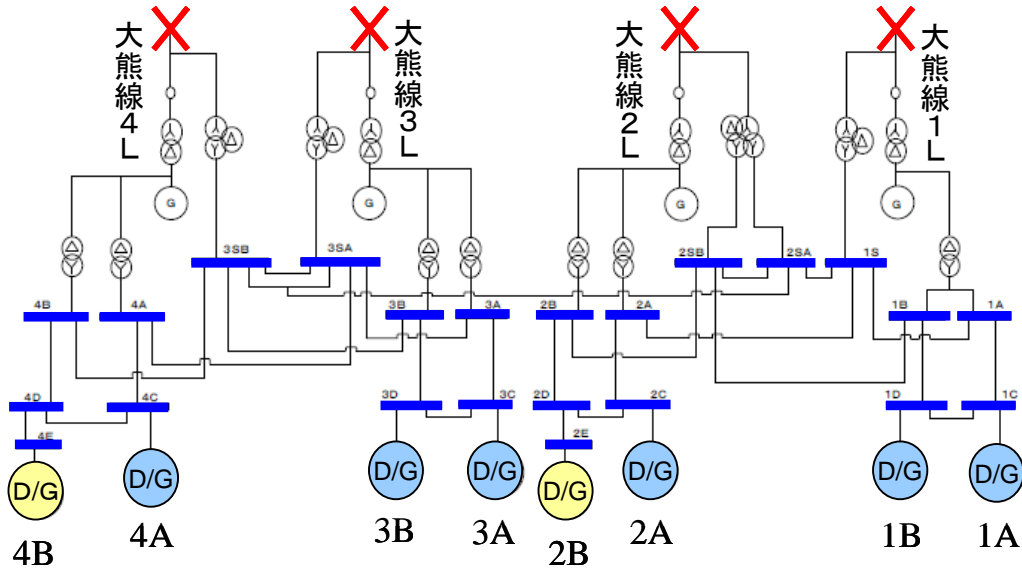 大熊線4L
大熊線3L
大熊線2L
大熊線1L
G
G
G
G
3SB
3SA
2SB
2SA
1S
4B
4A
3B
3A
2B
2A
1B
1A
4D
4C
3D
3C
2D
2C
1D
1C
4E
2E
D/G
D/G
D/G
D/G
D/G
D/G
D/G
D/G
4B
4A
3B
3A
2B
2A
1B
1A